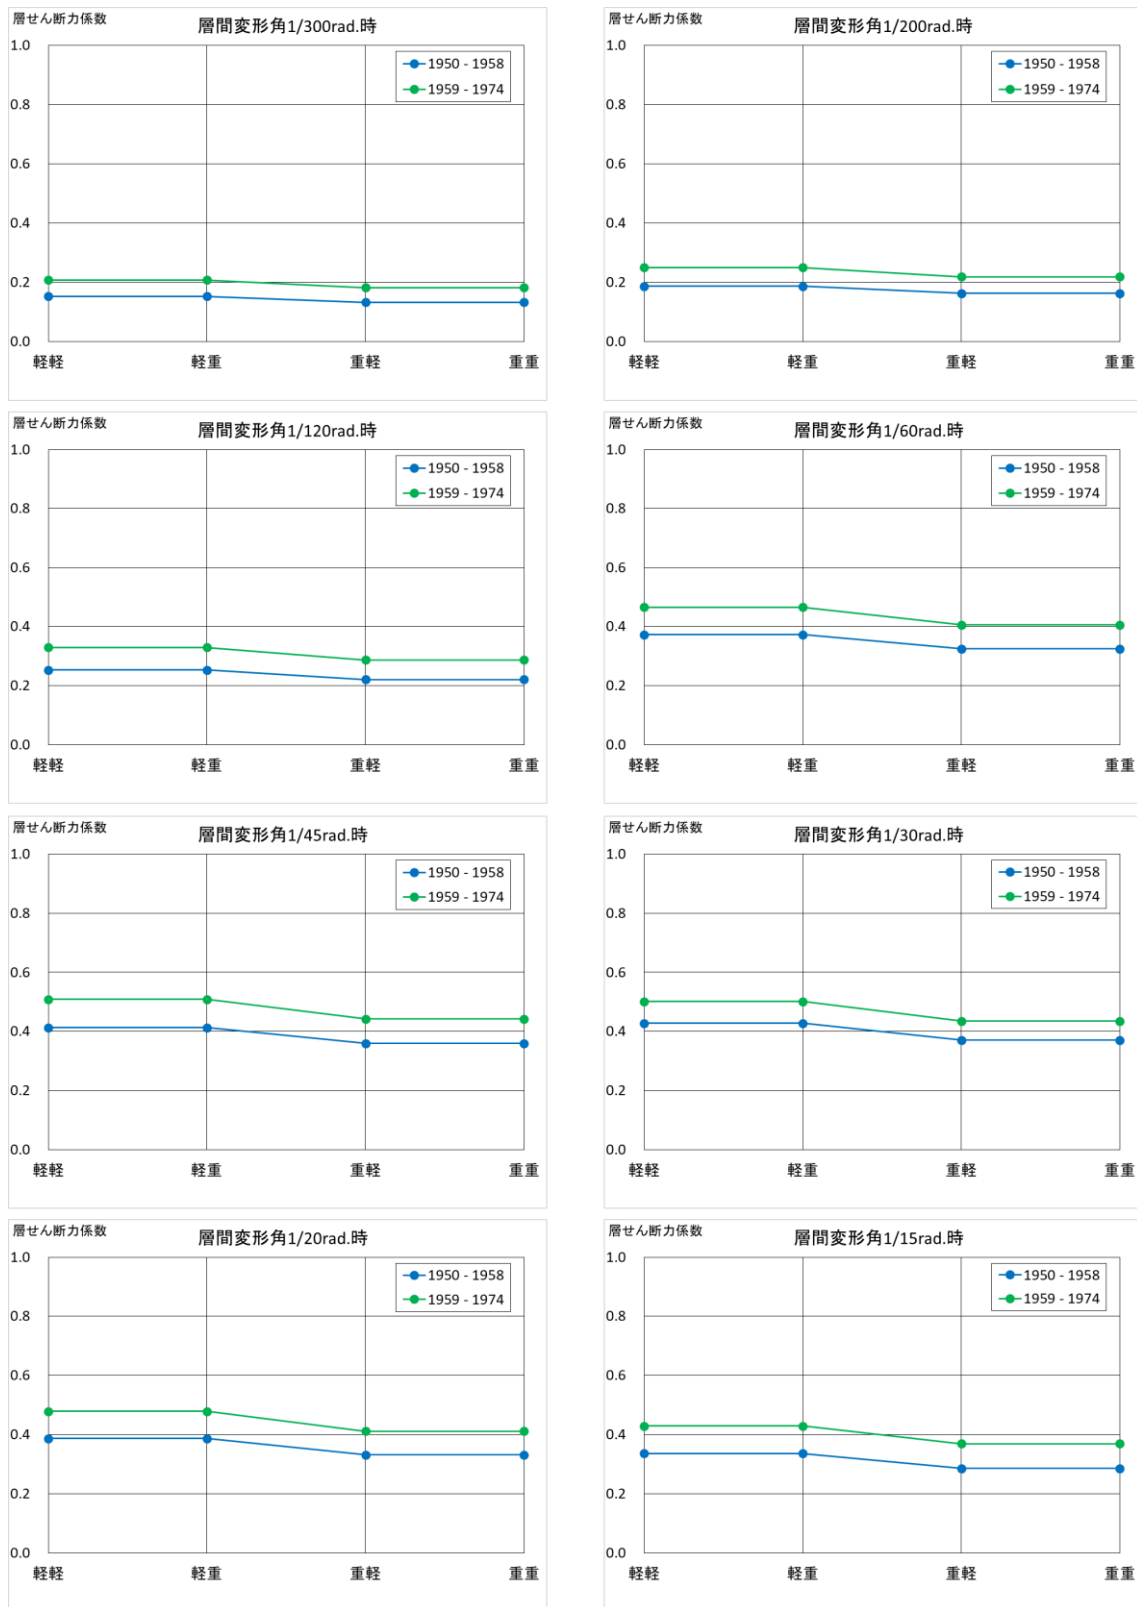 層せん断力係数
層間変形角1/300rad.時
1950 - 1958
1959 - 1974
1.0
0.8
0.6
0.4
0.2
0.0
軽軽 軽重 重軽 重重
層せん断力係数
層間変形角1/200rad.時
1950 - 1958
1959 - 1974
1.0
0.8
0.6
0.4
0.2
0.0
軽軽 軽重 重軽 重重
層せん断力係数
層間変形角1/120rad.時
1950 - 1958
1959 - 1974
1.0
0.8
0.6
0.4
0.2
0.0
軽軽 軽重 重軽 重重
層せん断力係数
層間変形角1/60rad.時
1950 - 1958
1959 - 1974
1.0
0.8
0.6
0.4
0.2
0.0
軽軽 軽重 重軽 重重
層せん断力係数
層間変形角1/45rad.時
1950 - 1958
1959 - 1974
1.0
0.8
0.6
0.4
0.2
0.0
軽軽 軽重 重軽 重重
層せん断力係数
層間変形角1/30rad.時
1950 - 1958
1959 - 1974
1.0
0.8
0.6
0.4
0.2
0.0
軽軽 軽重 重軽 重重
層せん断力係数
層間変形角1/20rad.時
1950 - 1958
1959 - 1974
1.0
0.8
0.6
0.4
0.2
0.0
軽軽 軽重 重軽 重重
層せん断力係数
層間変形角1/15rad.時
1950 - 1958
1959 - 1974
1.0
0.8
0.6
0.4
0.2
0.0
軽軽 軽重 重軽 重重